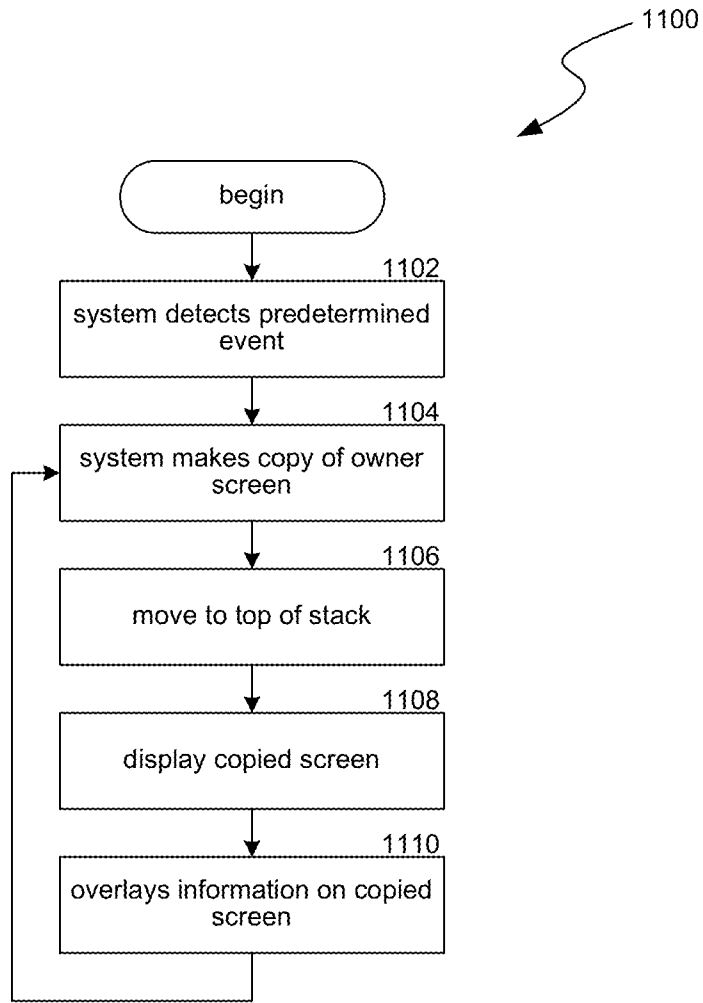 1100
begin
1102
system detects predetermined
event
1104
system makes copy of owner
screen
1106
move to top of stack
1108
display copied screen
1110
overlays information on copied
screen